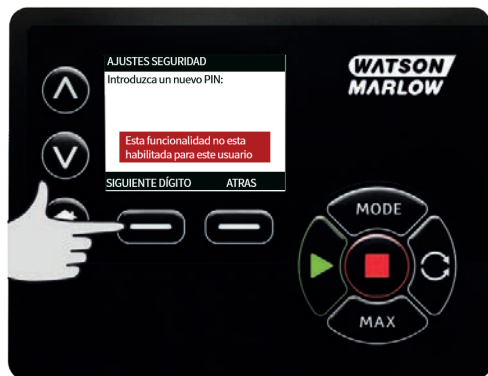 AJUSTES SEGURIDAD
Introduzca un nuevo PIN:
Esta funcionalidad no esta
habilitada para este usuario
SIGUIENTE DÍGITO ATRAS
WATSON
MARLOW
MODE
MAX